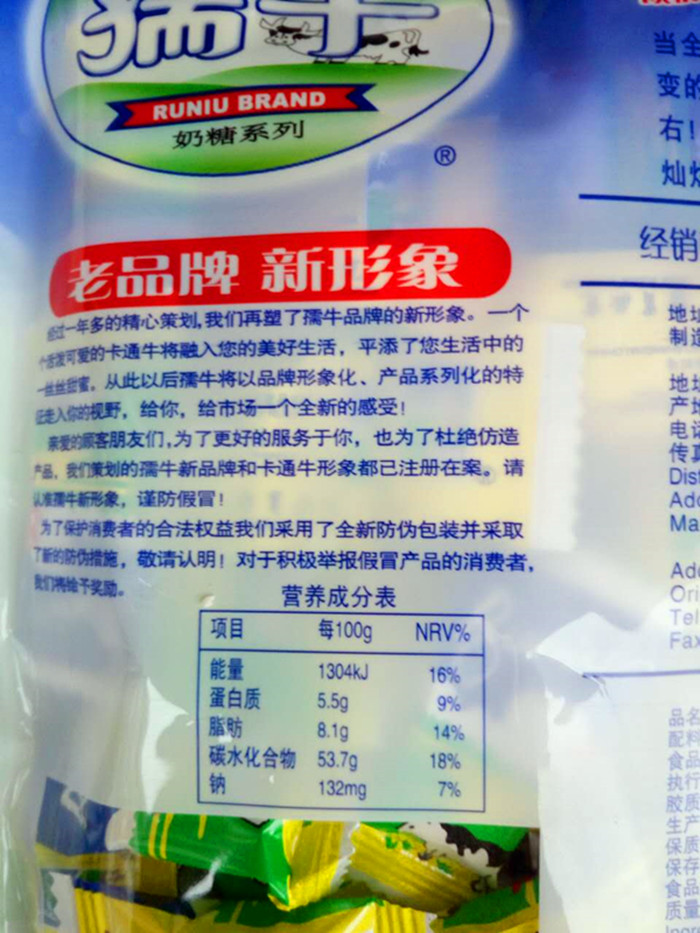 孺牛
RUNIU BRAND
奶糖系列
®
老品牌 新形象
经过一年多的精心策划,我们再塑了孺牛品牌的新形象。一个
个活泼可爱的卡通牛将融入您的美好生活，平添了您生活中的
一丝丝甜蜜。从此以后孺牛将以品牌形象化、产品系列化的特
征走入你的视野，给你，给市场一个全新的感受！
亲爱的顾客朋友们,为了更好的服务于你，也为了杜绝仿造
产品，我们策划的孺牛新品牌和卡通牛形象都已注册在案。请
认准孺牛新形象，谨防假冒！
为了保护消费者的合法权益我们采用了全新防伪包装并采取
了新的防伪措施，敬请认明！对于积极举报假冒产品的消费者,
我们将给予奖励。
营养成分表
项目 每100g NRV%
能量 1304kJ 16%
蛋白质 5.5g 9%
脂肪 8.1g 14%
碳水化合物 53.7g 18%
钠 132mg 7%
当全
变的
右！
灿
经销
地址
制造
地址
产地
电话
传真
Dist
Add
Ma
Add
Ori
Tel
Fax
品名
配料
食品
执行
胶质
生产
保质
保存
食品
质量